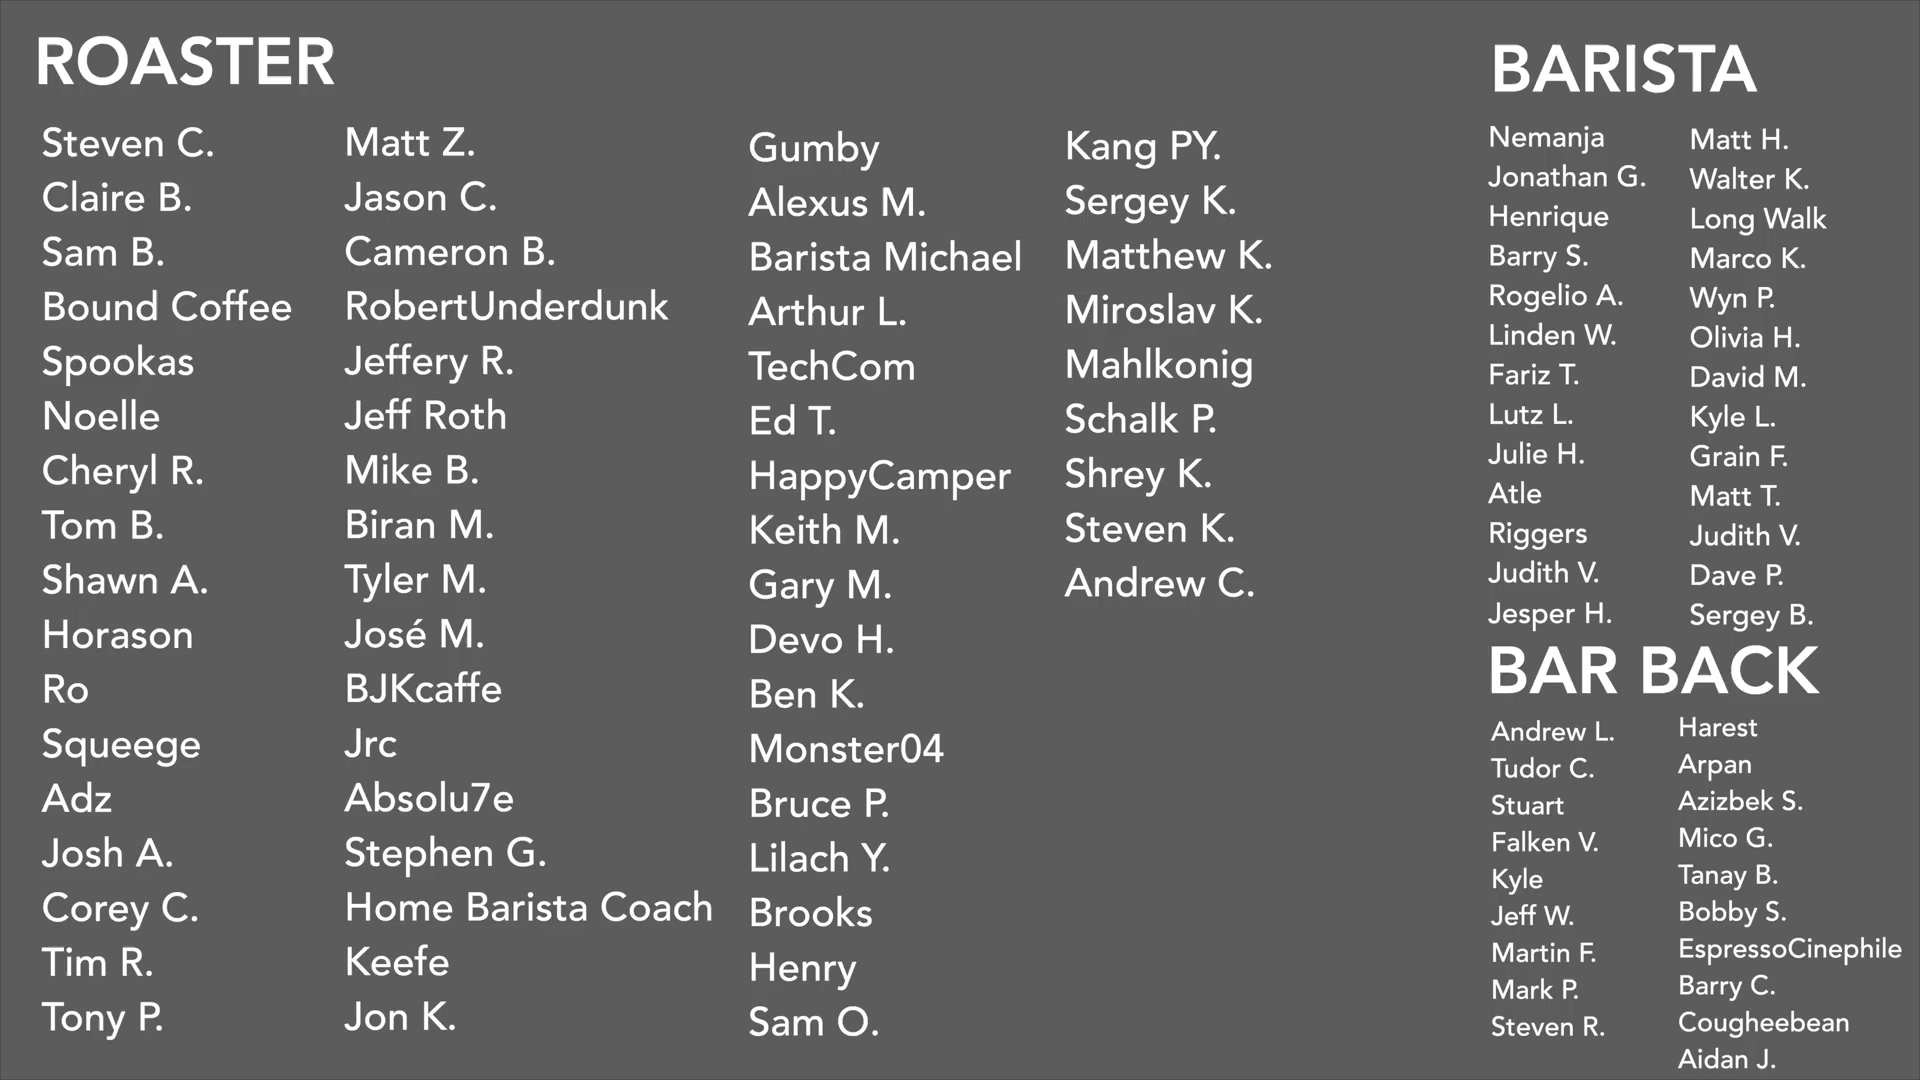 ROASTER
Steven C.
Claire B.
Sam B.
Bound Coffee
Spookas
Noelle
Cheryl R.
Tom B.
Shawn A.
Horason
Ro
Squeege
Adz
Josh A.
Corey C.
Tim R.
Tony P.
Matt Z.
Jason C.
Cameron B.
RobertUnderdunk
Jeffery R.
Jeff Roth
Mike B.
Biran M.
Tyler M.
José M.
BJKcaffe
Jrc
Absolu7e
Stephen G.
Home Barista Coach
Keefe
Jon K.
Gumby
Alexus M.
Barista Michael
Arthur L.
TechCom
Ed T.
HappyCamper
Keith M.
Gary M.
Devo H.
Ben K.
Monster04
Bruce P.
Lilach Y.
Brooks
Henry
Sam O.
Kang PY.
Sergey K.
Matthew K.
Miroslav K.
Mahlkonig
Schalk P.
Shrey K.
Steven K.
Andrew C.
BARISTA
Nemanja
Jonathan G.
Henrique
Barry S.
Rogelio A.
Linden W.
Fariz T.
Lutz L.
Julie H.
Atle
Riggers
Judith V.
Jesper H.
Matt H.
Walter K.
Long Walk
Marco K.
Wyn P.
Olivia H.
David M.
Kyle L.
Grain F.
Matt T.
Judith V.
Dave P.
Sergey B.
BAR BACK
Andrew L.
Tudor C.
Stuart
Falken V.
Kyle
Jeff W.
Martin F.
Mark P.
Steven R.
Harest
Arpan
Azizbek S.
Mico G.
Tanay B.
Bobby S.
EspressoCinephile
Barry C.
Cougheebean
Aidan J.